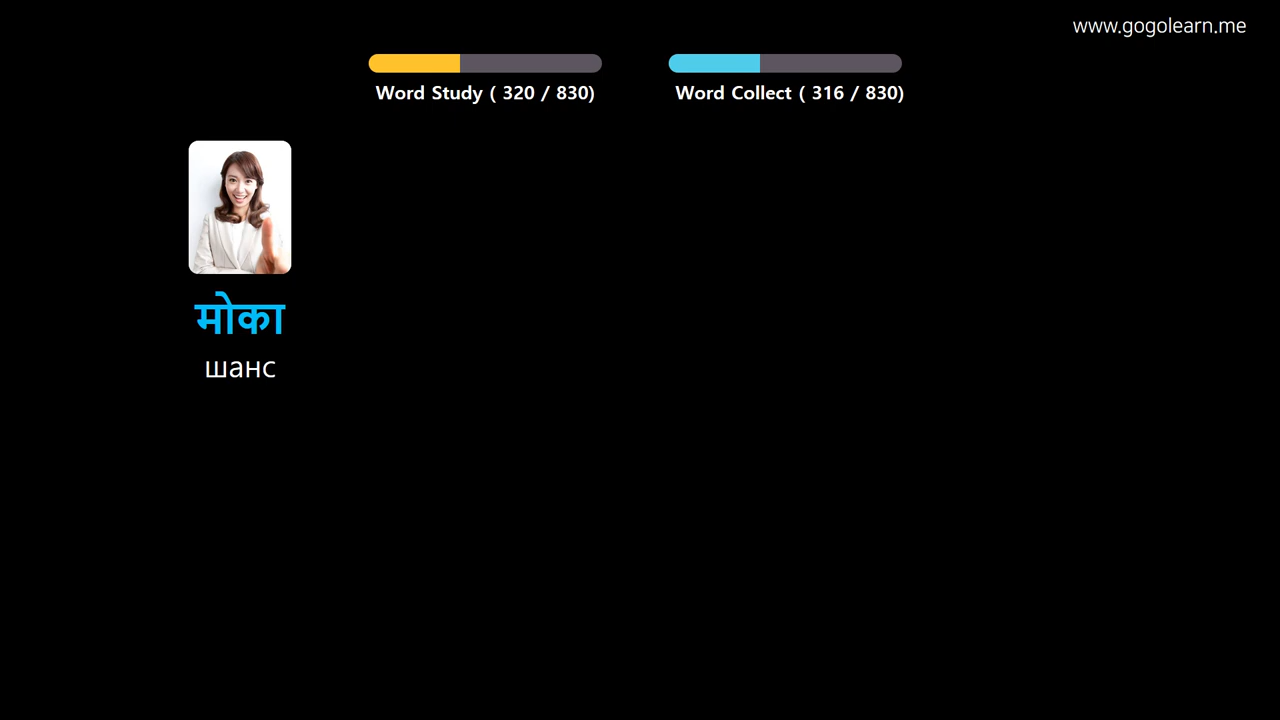 www.gogolearn.me
Word Study ( 320 / 830)
Word Collect ( 316 / 830)
मोका
шанс